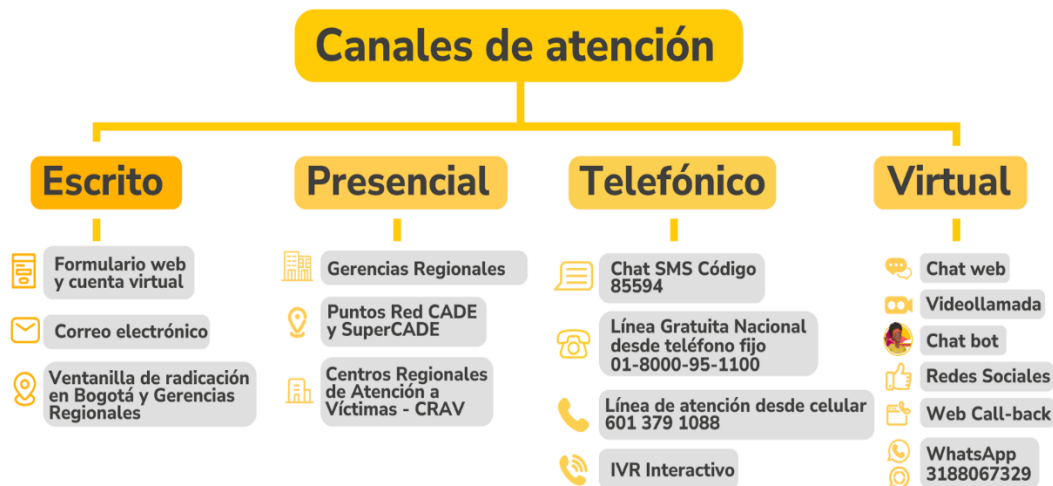 Canales de atención
Escrito
Formulario web
y cuenta virtual
Correo electrónico
Ventanilla de radicación
en Bogotá y Gerencias
Regionales
Presencial
Gerencias Regionales
Puntos Red CADE
y SuperCADE
Centros Regionales
de Atención a
Víctimas - CRAV
Telefónico
Chat SMS Código
85594
Línea Gratuita Nacional
desde teléfono fijo
01-8000-95-1100
Línea de atención desde celular
601 379 1088
IVR Interactivo
Virtual
Chat web
Videollamada
Chat bot
Redes Sociales
Web Call-back
WhatsApp
3188067329